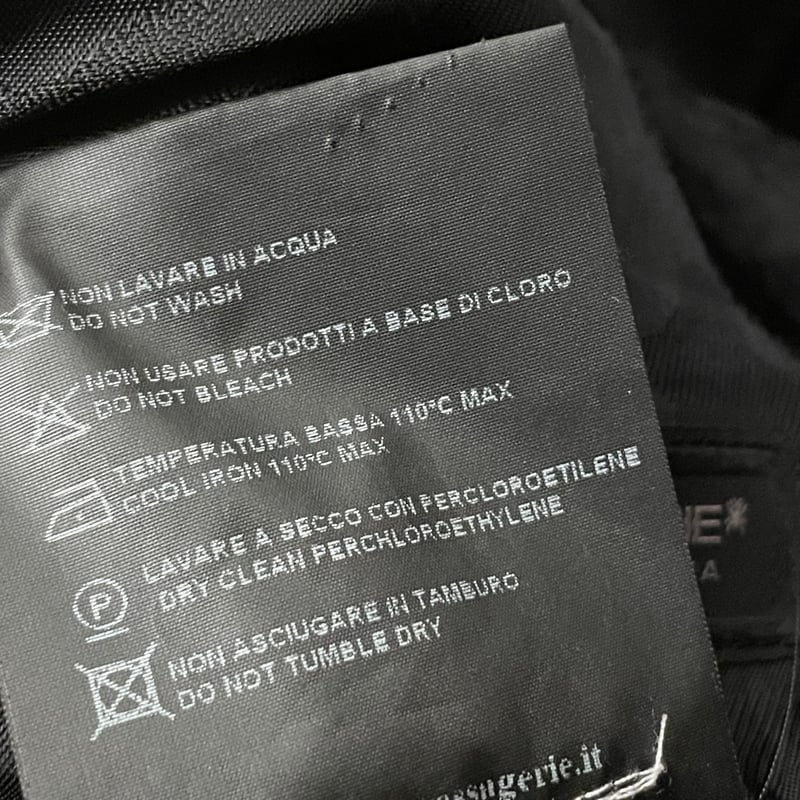 NON LAVARE IN ACQUA
DO NOT WASH
NON USARE PRODOTTI A BASE DI CLORO
DO NOT BLEACH
TEMPERATURA BASSA 110°C MAX
COOL IRON 110°C MAX
LAVARE A SECCO CON PERCLOROETILENE
DRY CLEAN PERCHLOROETHYLENE
P
NON ASCIUGARE IN TAMBURO
DO NOT TUMBLE DRY